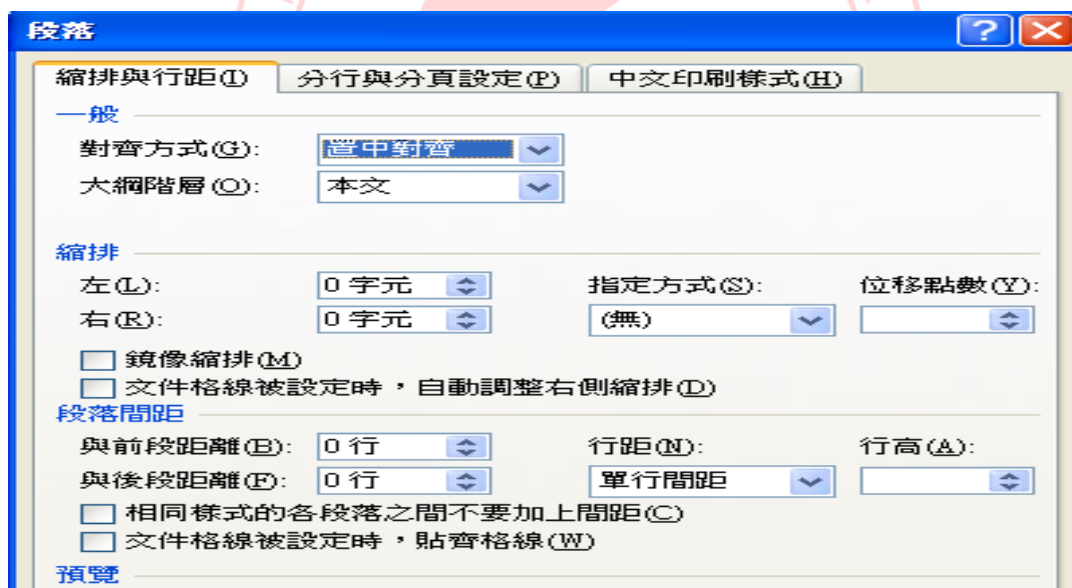 段落
縮排與行距(I) 分行與分頁設定(P) 中文印刷樣式(H)
一般
對齊方式(G): 置中對齊
大綱階層(O): 本文
縮排
左(L): 0 字元 指定方式(S): 位移點數(Y):
右(R): 0 字元 (無)
鏡像縮排(M)
文件格線被設定時，自動調整右側縮排(D)
段落間距
與前段距離(B): 0 行 行距(N): 行高(A):
與後段距離(F): 0 行 單行間距
相同樣式的各段落之間不要加上間距(C)
文件格線被設定時，貼齊格線(W)
預覽